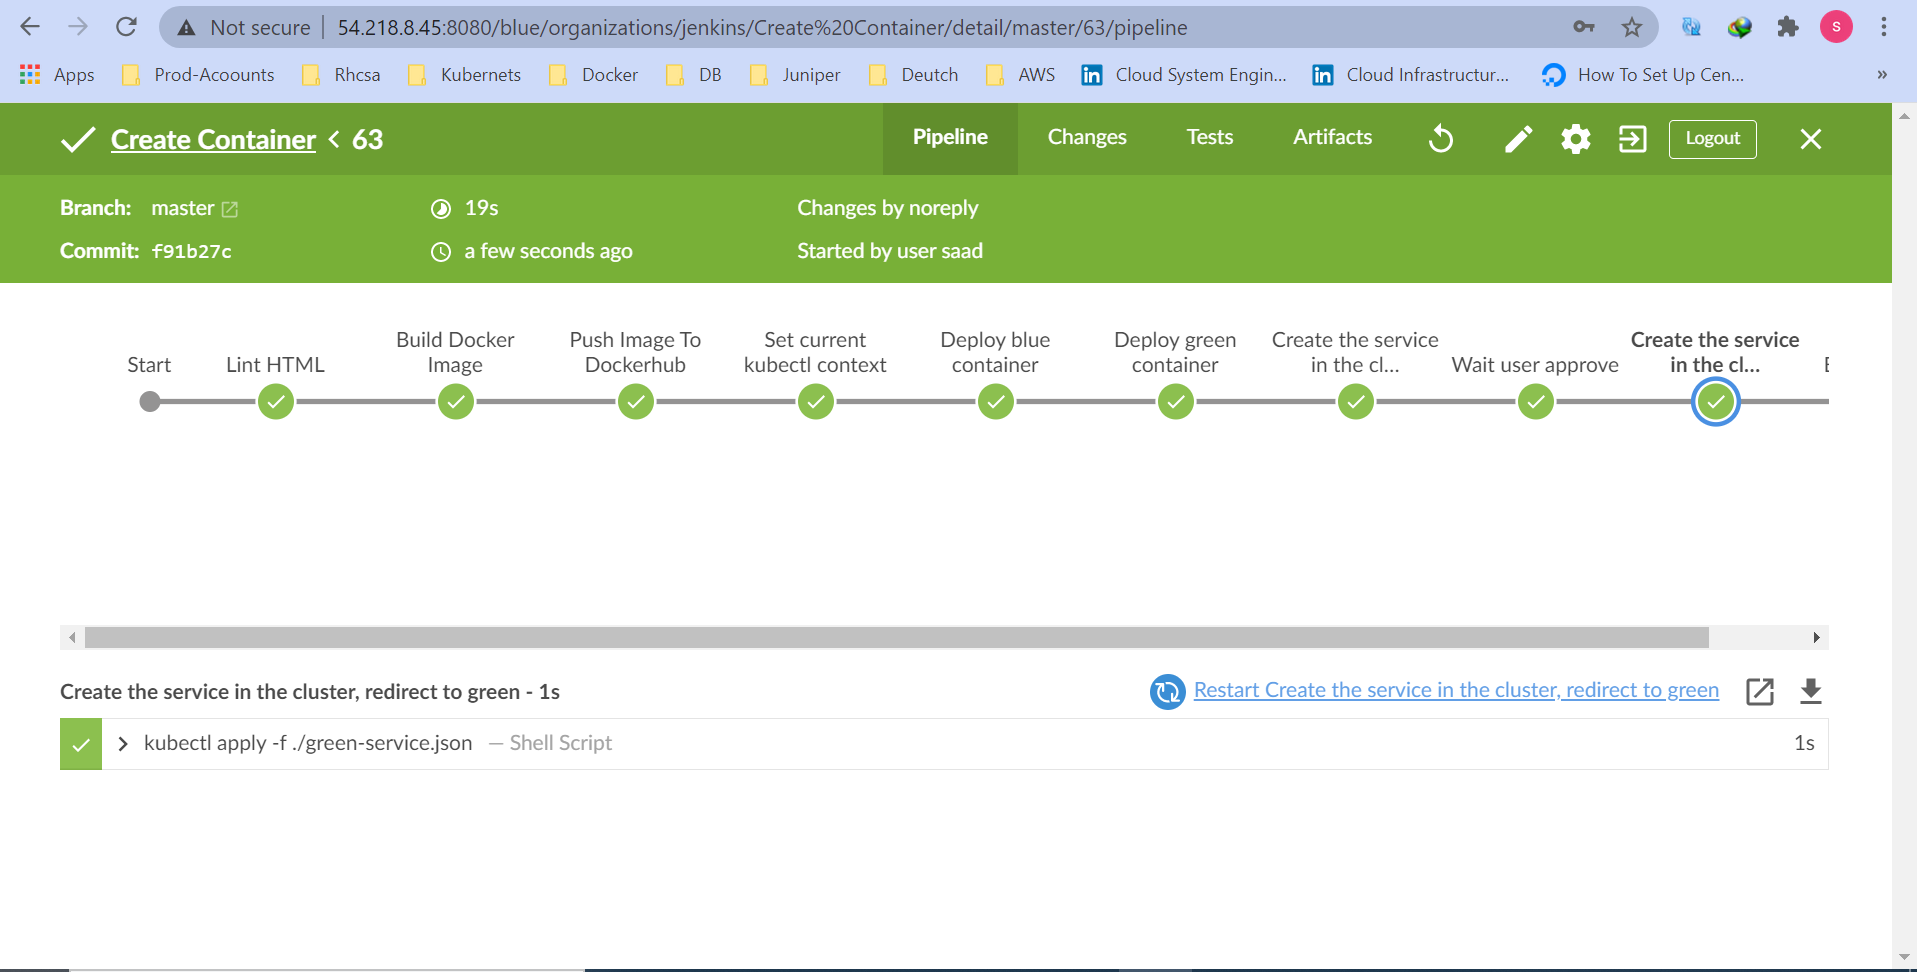 Not secure | 54.218.8.45:8080/blue/organizations/jenkins/Create%20Container/detail/master/63/pipeline
S
Apps Prod-Acoounts Rhcsa Kubernets Docker DB Juniper Deutch AWS Cloud System Engin... Cloud Infrastructur... How To Set Up Cen... »
Create Container < 63 Pipeline Changes Tests Artifacts Logout
Branch: master 19s Changes by noreply
Commit: f91b27c a few seconds ago Started by user saad
Start
Lint HTML
Build Docker
Image
Push Image To
Dockerhub
Set current
kubectl context
Deploy blue
container
Deploy green
container
Create the service
in the cl...
Wait user approve
Create the service
in the cl...
Create the service in the cluster, redirect to green - 1s Restart Create the service in the cluster, redirect to green
kubectl apply -f ./green-service.json — Shell Script 1s